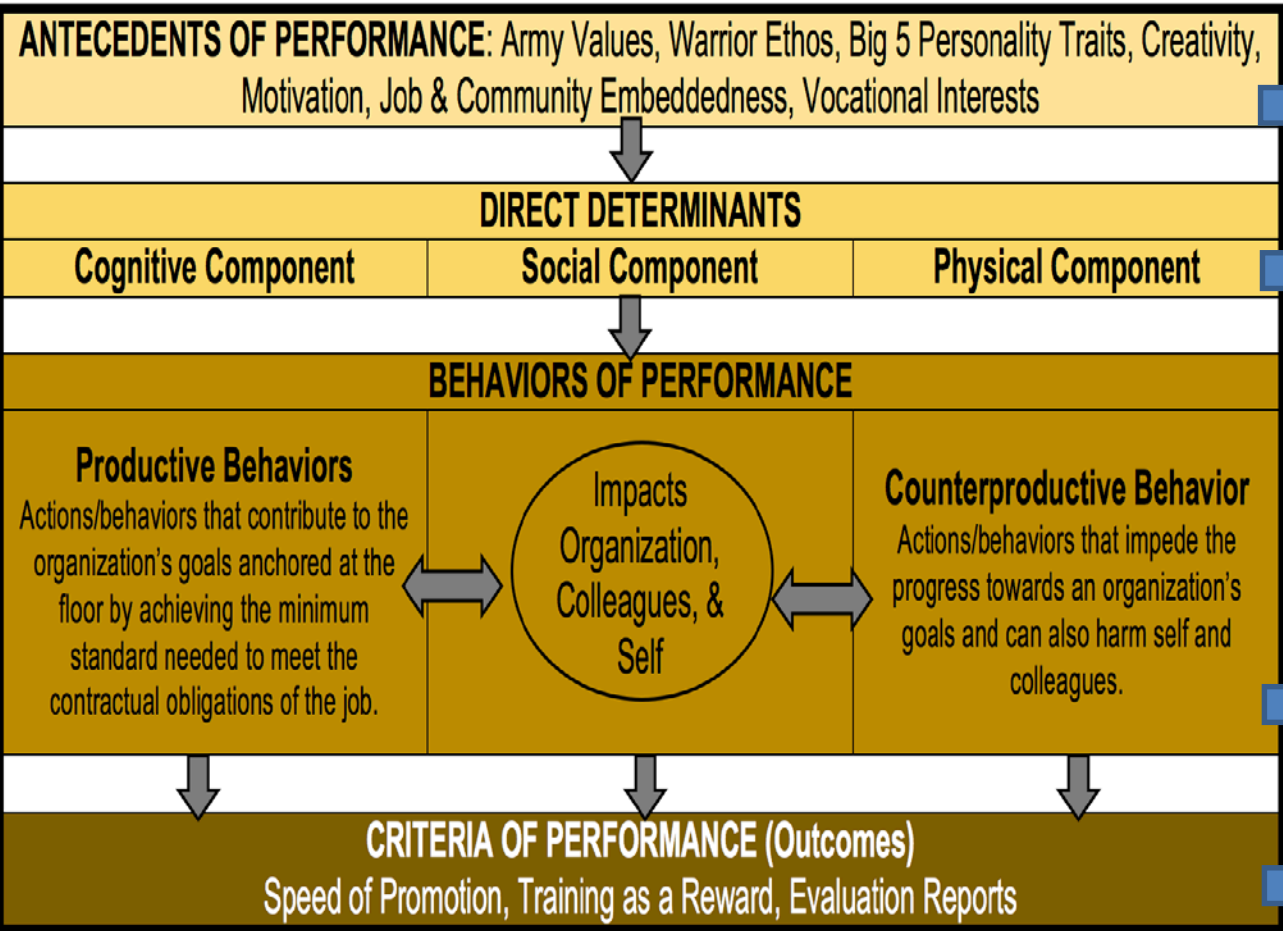 ANTECEDENTS OF PERFORMANCE: Army Values, Warrior Ethos, Big 5 Personality Traits, Creativity,
Motivation, Job & Community Embeddedness, Vocational Interests
DIRECT DETERMINANTS
Cognitive Component
Social Component
Physical Component
BEHAVIORS OF PERFORMANCE
Productive Behaviors
Actions/behaviors that contribute to the
organization’s goals anchored at the
floor by achieving the minimum
standard needed to meet the
contractual obligations of the job.
Impacts
Organization,
Colleagues, &
Self
Counterproductive Behavior
Actions/behaviors that impede the
progress towards an organization’s
goals and can also harm self and
colleagues.
CRITERIA OF PERFORMANCE (Outcomes)
Speed of Promotion, Training as a Reward, Evaluation Reports